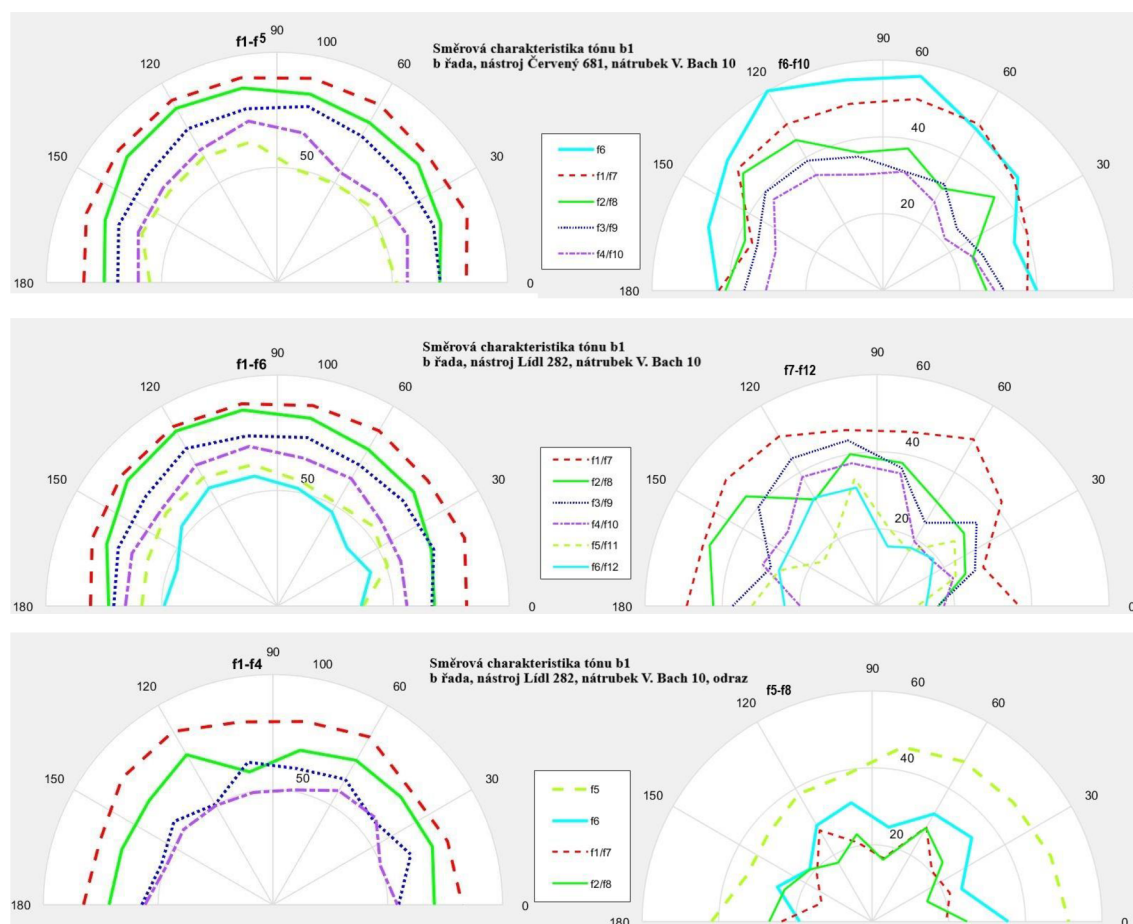 f1-f5
Směrová charakteristika tónu b1
b řada, nástroj Červený 681, nátrubek V. Bach 10
f6-f10
90
100
120
60
150
50
30
180
0
f6
f1/f7
f2/f8
f3/f9
f4/f10
90
60
120
60
40
150
30
20
180
0
Směrová charakteristika tónu b1
b řada, nástroj Lídl 282, nátrubek V. Bach 10
f1-f6
90
100
120
60
150
50
30
180
0
f1/f7
f2/f8
f3/f9
f4/f10
f5/f11
f6/f12
f7-f12
90
60
120
60
40
150
30
20
180
0
Směrová charakteristika tónu b1
b řada, nástroj Lídl 282, nátrubek V. Bach 10, odraz
f1-f4
90
100
120
60
150
50
30
180
0
f5
f6
f1/f7
f2/f8
f5-f8
90
60
120
60
40
150
30
20
180
0